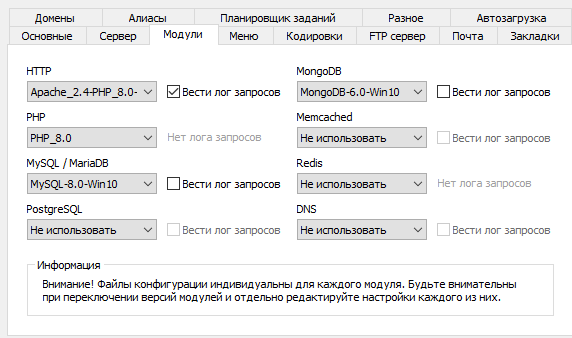 Домены Алиасы Планировщик заданий Разное Автозагрузка
Основные Сервер Модули Меню Кодировки FTP сервер Почта Закладки
HTTP MongoDB
Apache_2.4-PHP_8.0- Вести лог запросов MongoDB-6.0-Win10 Вести лог запросов
PHP Memcached
PHP_8.0 Нет лога запросов Не использовать Вести лог запросов
MySQL / MariaDB Redis
MySQL-8.0-Win10 Вести лог запросов Не использовать Нет лога запросов
PostgreSQL DNS
Не использовать Вести лог запросов Не использовать Вести лог запросов
Информация
Внимание! Файлы конфигурации индивидуальны для каждого модуля. Будьте внимательны
при переключении версий модулей и отдельно редактируйте настройки каждого из них.